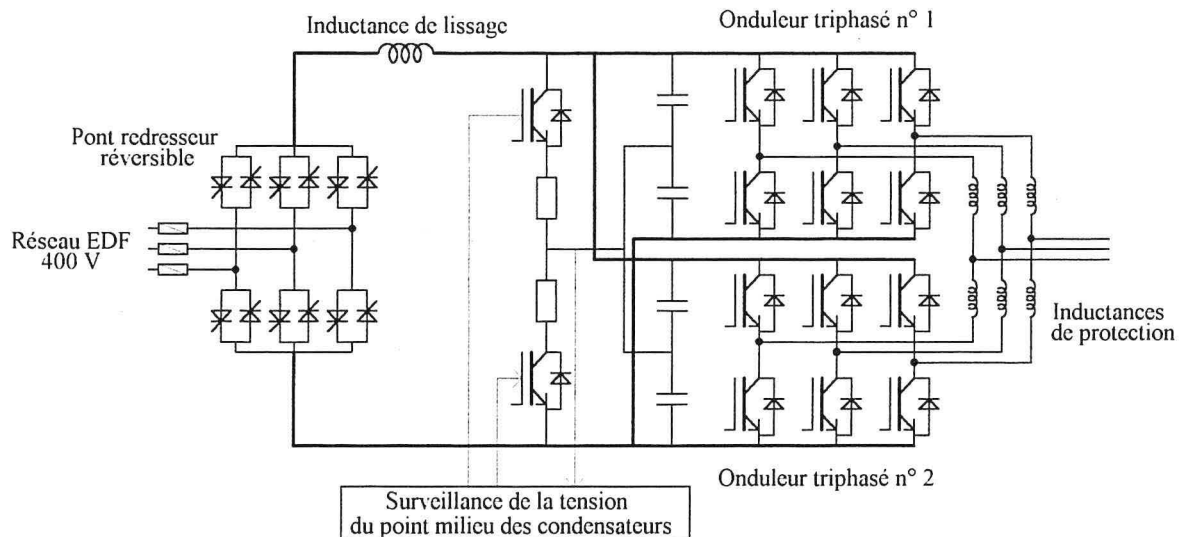 Onduleur triphasé n° 1
Inductance de lissage
Pont redresseur
réversible
Réseau EDF
400 V
Inductances
de protection
Onduleur triphasé n° 2
Surveillance de la tension
du point milieu des condensateurs